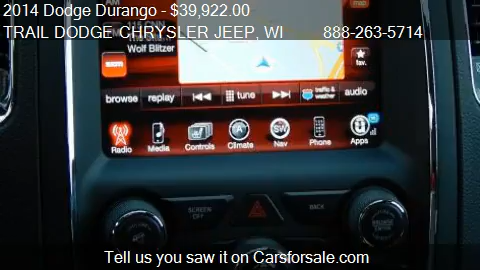 2014 Dodge Durango - $39,922.00
TRAIL DODGE CHRYSLER JEEP, WI 888-263-5714
116 CNN
Wolf Blitzer
fav.
browse replay tune traffic & weather audio
Radio Media Controls Climate Nav Phone Apps
SCREEN OFF
BACK
Tell us you saw it on Carsforsale.com